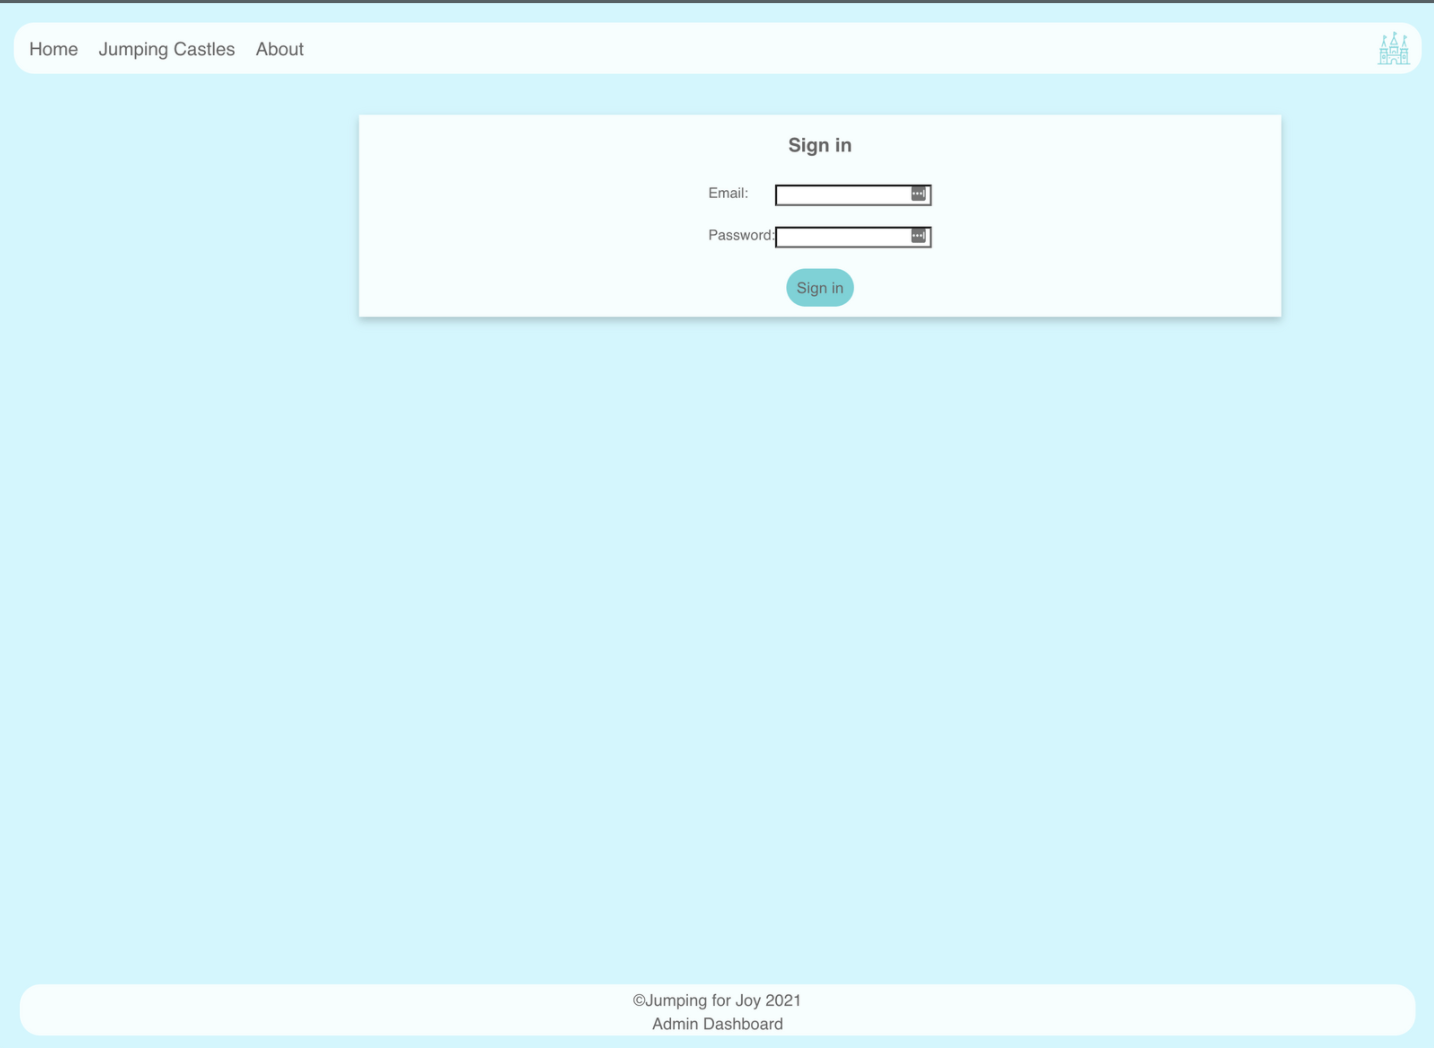 Home Jumping Castles About
Sign in
Email:
Password:
Sign in
©Jumping for Joy 2021
Admin Dashboard